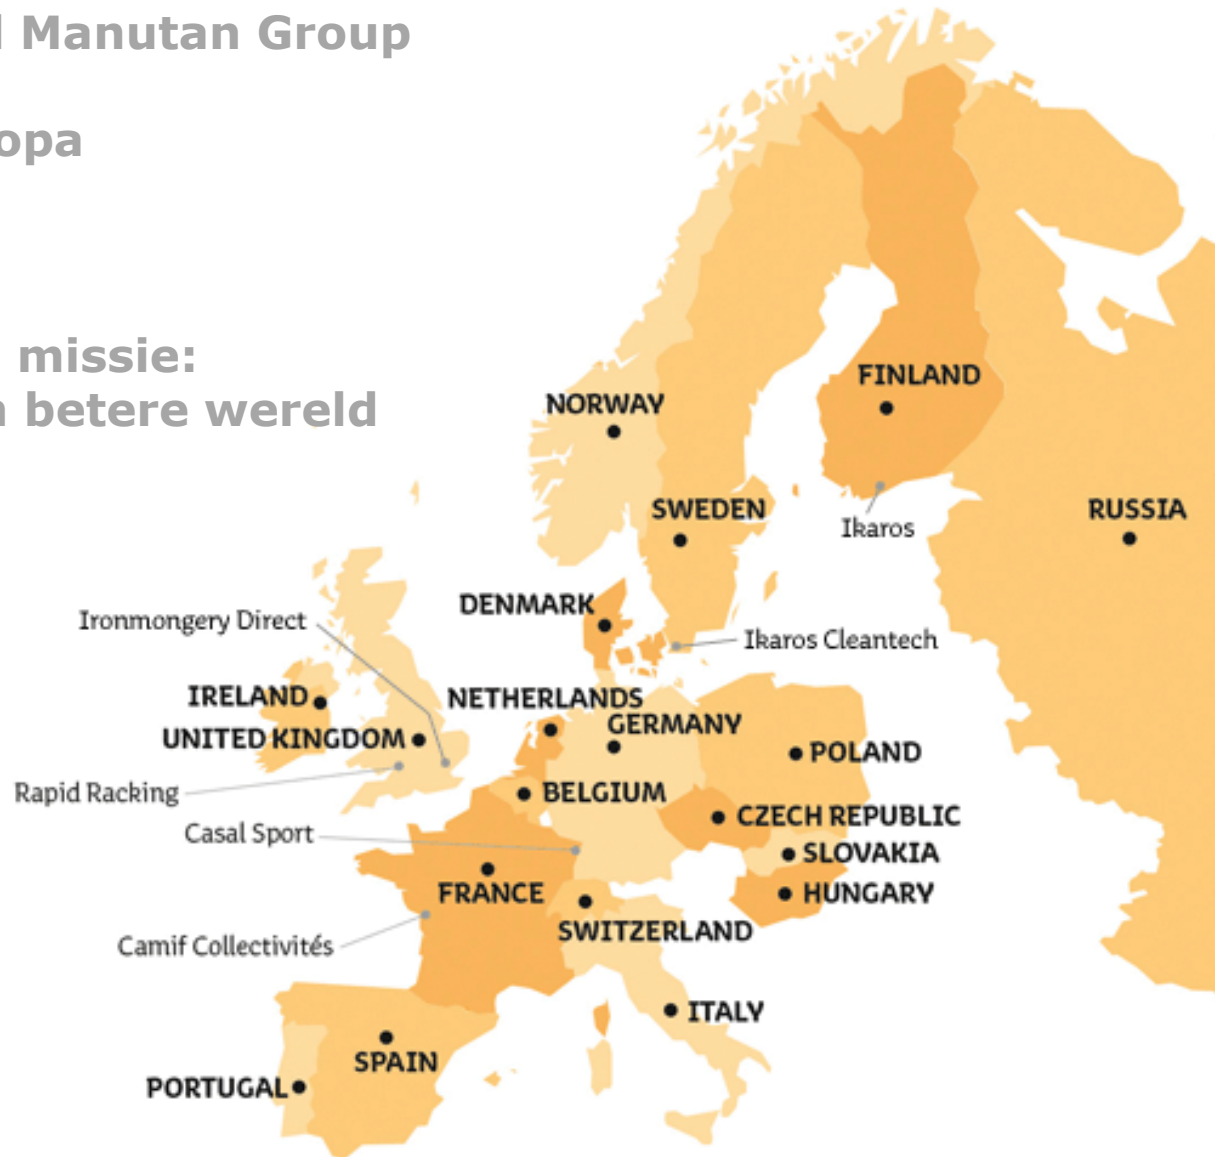 Manutan Group
opa
missie:
betere wereld
FINLAND
NORWAY
SWEDEN
RUSSIA
Ikaros
DENMARK
Ironmongery Direct
Ikaros Cleantech
IRELAND
NETHERLANDS
GERMANY
UNITED KINGDOM
POLAND
Rapid Racking
BELGIUM
CZECH REPUBLIC
Casal Sport
SLOVAKIA
FRANCE
HUNGARY
SWITZERLAND
Camif Collectivités
ITALY
SPAIN
PORTUGAL